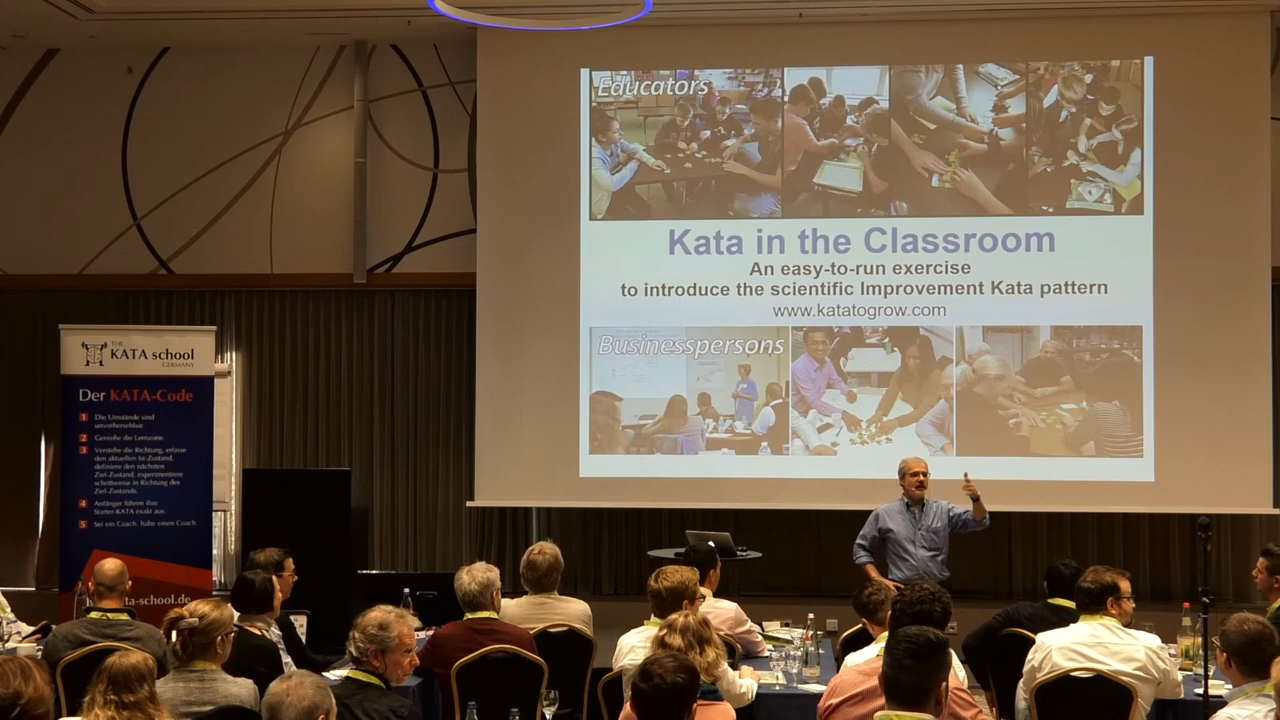 Educators
Kata in the Classroom
An easy-to-run exercise
to introduce the scientific Improvement Kata pattern
www.katatogrow.com
Businesspersons
THE
KATA school
GERMANY
Der KATA-Code
1 Die Umstände sind
unvorhersehbar.
2 Genieße die Lernzone.
3 Verstehe die Richtung, erfasse
den aktuellen Ist-Zustand,
definiere den nächsten
Ziel-Zustand, experimentiere
schrittweise in Richtung des
Ziel-Zustands.
4 Anfänger führen ihre
Starter-KATA exakt aus.
5 Sei ein Coach, habe einen Coach
ta-school.de